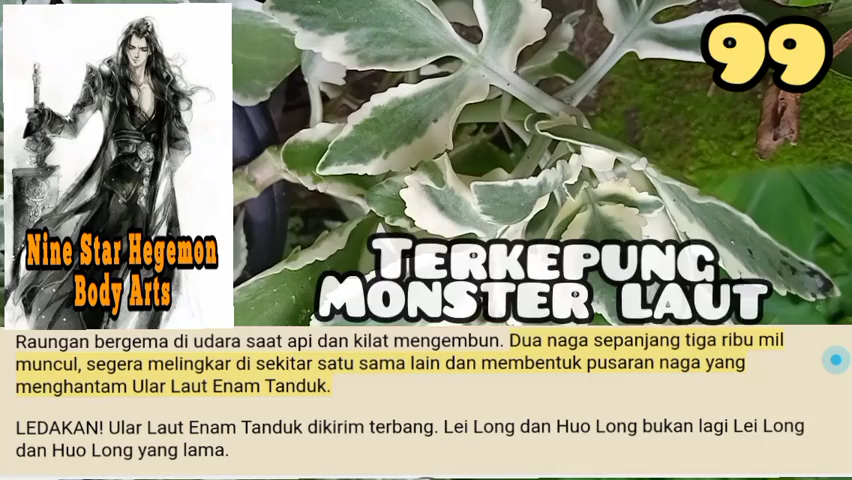 99
Nine Star Hegemon
Body Arts
TERKEPUNG
MONSTER LAUT
Raungan bergema di udara saat api dan kilat mengembun. Dua naga sepanjang tiga ribu mil
muncul, segera melingkar di sekitar satu sama lain dan membentuk pusaran naga yang
menghantam Ular Laut Enam Tanduk.
LEDAKAN! Ular Laut Enam Tanduk dikirim terbang. Lei Long dan Huo Long bukan lagi Lei Long
dan Huo Long yang lama.